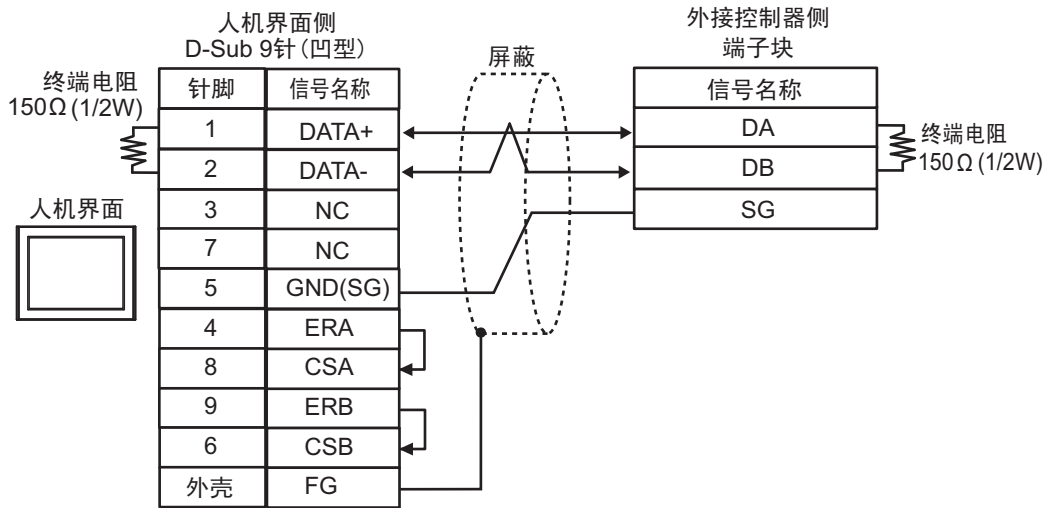 人机界面侧
D-Sub 9针（凹型）
外接控制器侧
端子块
屏蔽
终端电阻
150Ω (1/2W)
针脚 信号名称
1 DATA+
2 DATA-
3 NC
7 NC
5 GND(SG)
4 ERA
8 CSA
9 ERB
6 CSB
外壳 FG
人机界面
信号名称
DA
DB
SG
终端电阻
150Ω (1/2W)